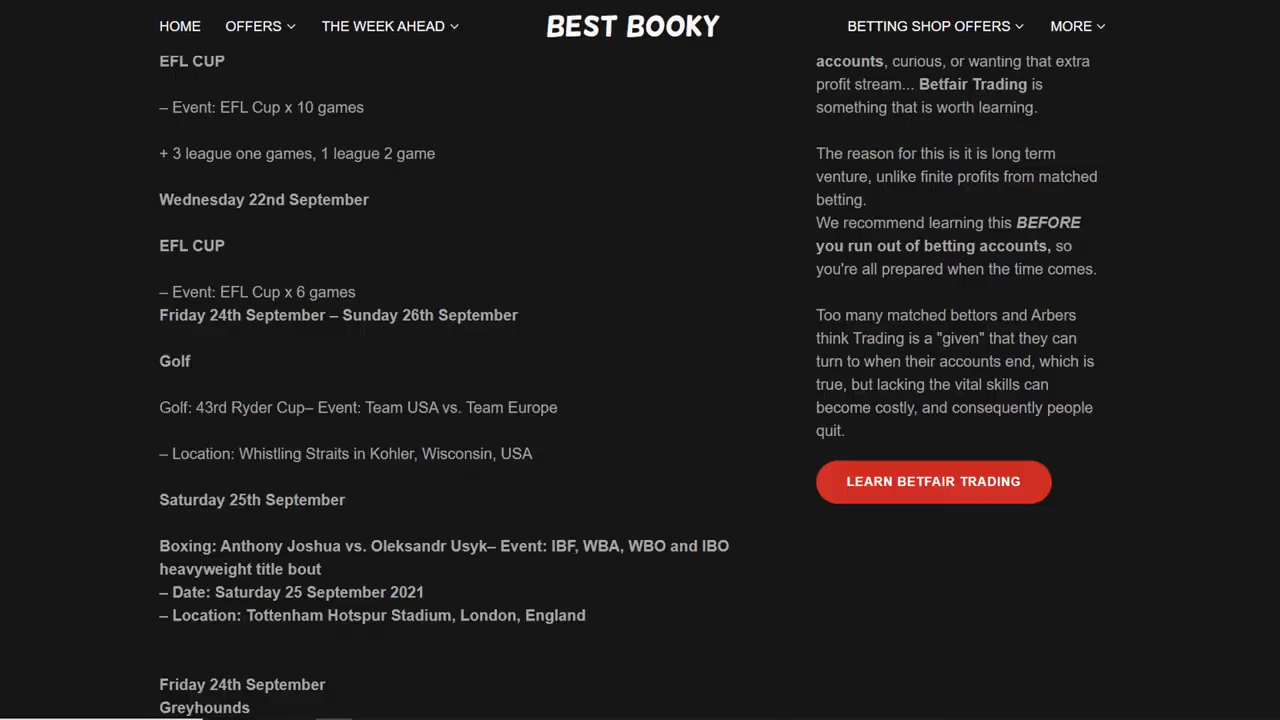 HOME OFFERS THE WEEK AHEAD BEST BOOKY BETTING SHOP OFFERS MORE
EFL CUP
– Event: EFL Cup x 10 games
+ 3 league one games, 1 league 2 game
Wednesday 22nd September
EFL CUP
– Event: EFL Cup x 6 games
Friday 24th September – Sunday 26th September
Golf
Golf: 43rd Ryder Cup– Event: Team USA vs. Team Europe
– Location: Whistling Straits in Kohler, Wisconsin, USA
Saturday 25th September
Boxing: Anthony Joshua vs. Oleksandr Usyk– Event: IBF, WBA, WBO and IBO
heavyweight title bout
– Date: Saturday 25 September 2021
– Location: Tottenham Hotspur Stadium, London, England
Friday 24th September
Greyhounds
accounts, curious, or wanting that extra
profit stream... Betfair Trading is
something that is worth learning.
The reason for this is it is long term
venture, unlike finite profits from matched
betting.
We recommend learning this BEFORE
you run out of betting accounts, so
you're all prepared when the time comes.
Too many matched bettors and Arbers
think Trading is a "given" that they can
turn to when their accounts end, which is
true, but lacking the vital skills can
become costly, and consequently people
quit.
LEARN BETFAIR TRADING